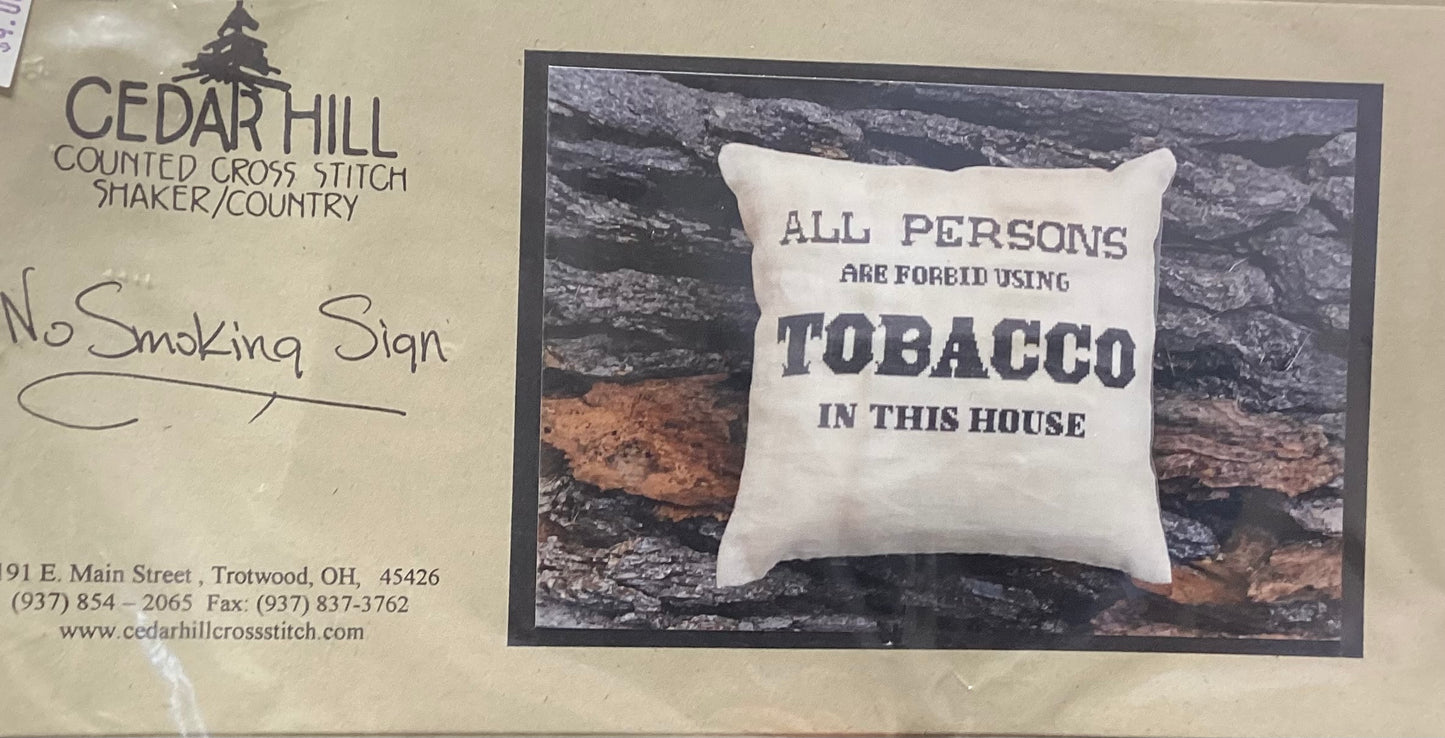 CEDAR HILL
COUNTED CROSS STITCH
SHAKER/COUNTRY
No Smoking Sign
191 E. Main Street , Trotwood, OH, 45426
(937) 854 – 2065 Fax: (937) 837-3762
www.cedarhillcrossstitch.com
ALL PERSONS
ARE FORBID USING
TOBACCO
IN THIS HOUSE